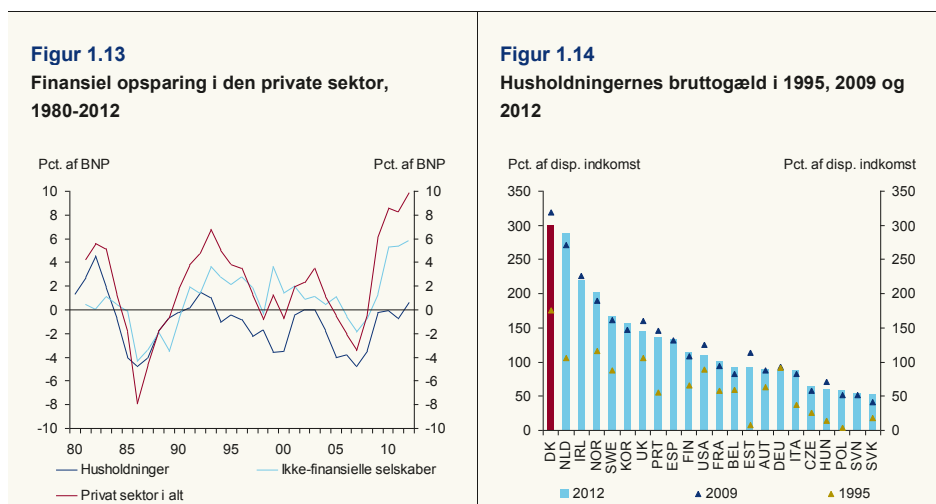 Figur 1.13
Finansiel opsparing i den private sektor,
1980-2012
Pct. af BNP Pct. af BNP
10 10
8 8
6 6
4 4
2 2
0 0
-2 -2
-4 -4
-6 -6
-8 -8
-10 -10
80 85 90 95 00 05 10
Husholdninger Ikke-finansielle selskaber
Privat sektor i alt
Figur 1.14
Husholdningernes bruttogæld i 1995, 2009 og
2012
Pct. af disp. indkomst Pct. af disp. indkomst
350 350
300 300
250 250
200 200
150 150
100 100
50 50
0 0
DK NLD IRL NOR SWE KOR UK PRT ESP FIN USA FRA BEL EST AUT DEU ITA CZE HUN POL SVN SVK
2012 2009 1995